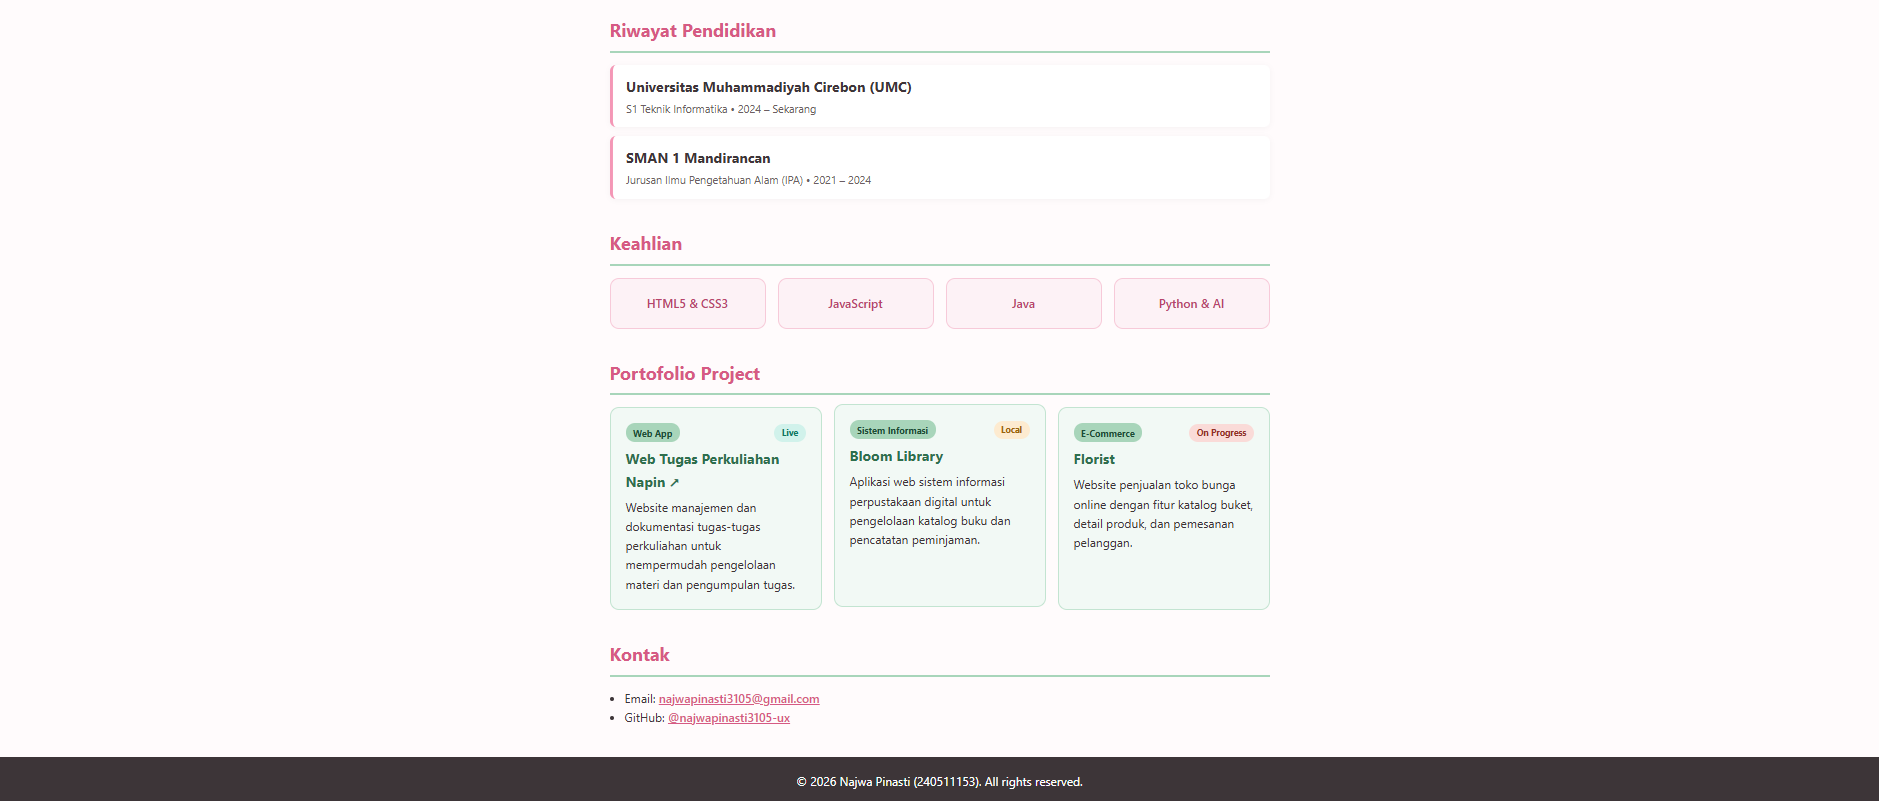 Riwayat Pendidikan
Universitas Muhammadiyah Cirebon (UMC)
S1 Teknik Informatika • 2024 – Sekarang
SMAN 1 Mandirancan
Jurusan Ilmu Pengetahuan Alam (IPA) • 2021 – 2024
Keahlian
HTML5 & CSS3
JavaScript
Java
Python & AI
Portofolio Project
Web App
Live
Web Tugas Perkuliahan
Napin ↗
Website manajemen dan
dokumentasi tugas-tugas
perkuliahan untuk
mempermudah pengelolaan
materi dan pengumpulan tugas.
Sistem Informasi
Local
Bloom Library
Aplikasi web sistem informasi
perpustakaan digital untuk
pengelolaan katalog buku dan
pencatatan peminjaman.
E-Commerce
On Progress
Florist
Website penjualan toko bunga
online dengan fitur katalog buket,
detail produk, dan pemesanan
pelanggan.
Kontak
• Email: najwapinasti3105@gmail.com
• GitHub: @najwapinasti3105-ux
© 2026 Najwa Pinasti (240511153). All rights reserved.